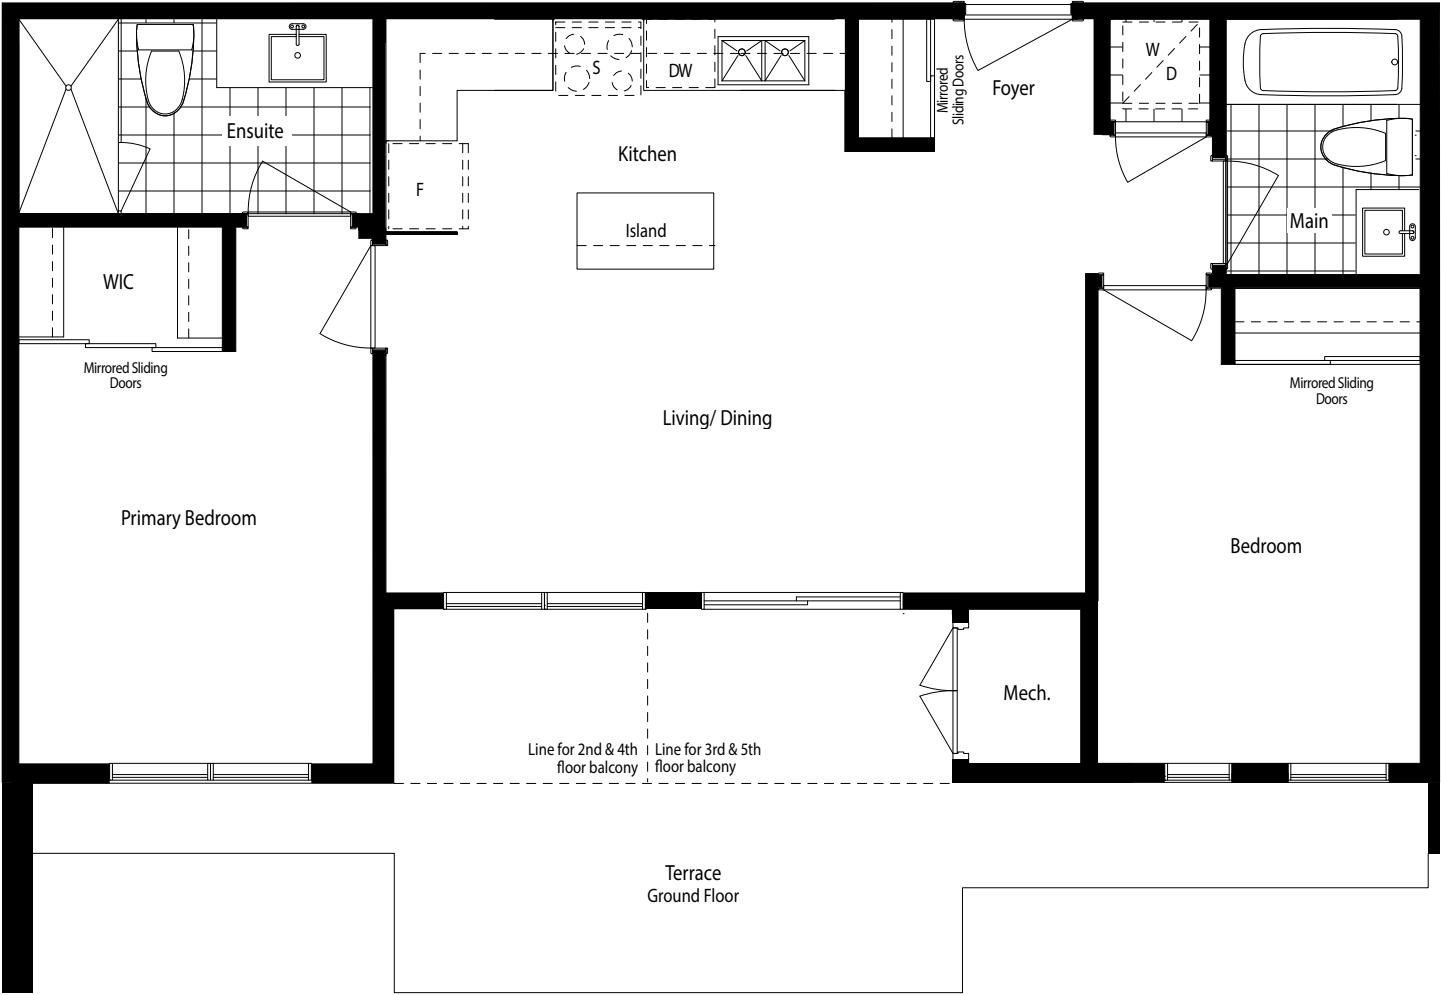 W
D
S
DW
Mirrored
Sliding Doors
Foyer
Ensuite
Kitchen
F
Island
Main
WIC
Mirrored Sliding
Doors
Mirrored Sliding
Doors
Living/ Dining
Primary Bedroom
Bedroom
Mech.
Line for 2nd & 4th
floor balcony
Line for 3rd & 5th
floor balcony
Terrace
Ground Floor